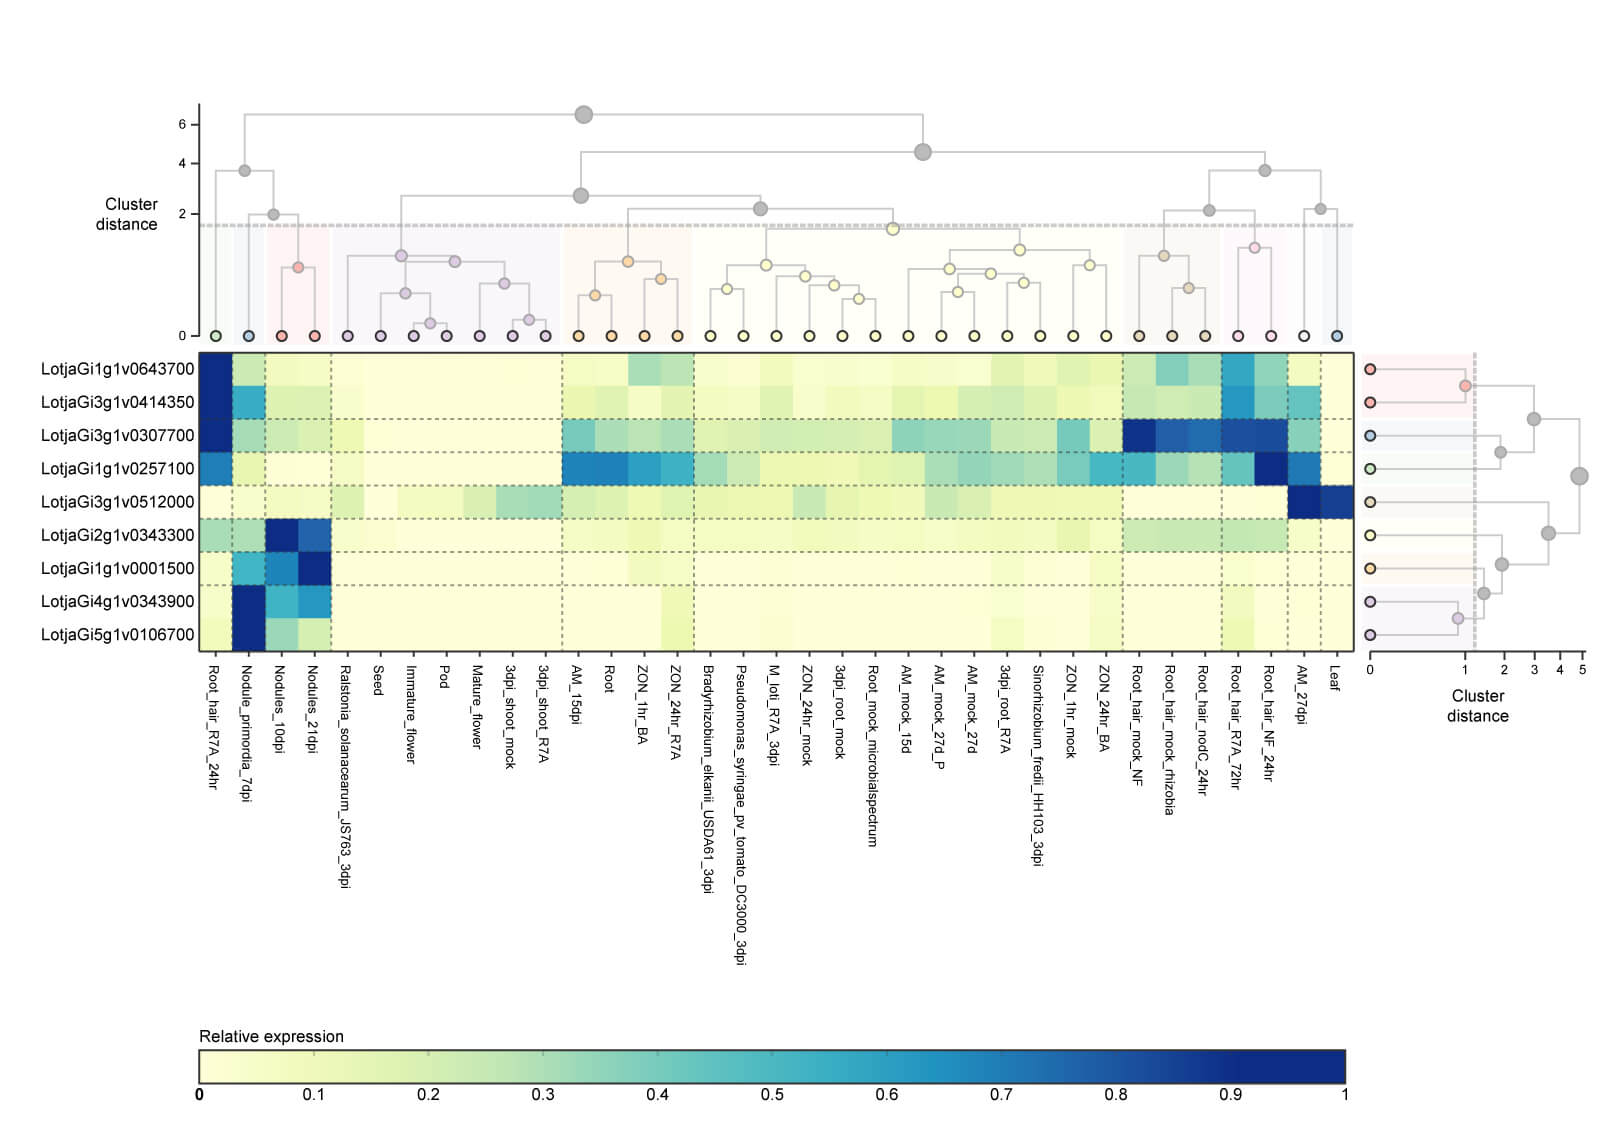 6
4
Cluster
distance
2
0
LotjaGi1g1v0643700
LotjaGi3g1v0414350
LotjaGi3g1v0307700
LotjaGi1g1v0257100
LotjaGi3g1v0512000
LotjaGi2g1v0343300
LotjaGi1g1v0001500
LotjaGi4g1v0343900
LotjaGi5g1v0106700
Root_hair_R7A_24hr
Nodule_primordia_7dpi
Nodules_10dpi
Nodules_21dpi
Ralstonia_solanacearum_JS763_3dpi
Seed
Immature_flower
Pod
Mature_flower
3dpi_shoot_mock
3dpi_shoot_R7A
AM_15dpi
Root
ZON_1hr_BA
ZON_24hr_R7A
Bradyrhizobium_elkanii_USDA61_3dpi
Pseudomonas_syringae_pv_tomato_DC3000_3dpi
M_loti_R7A_3dpi
ZON_24hr_mock
3dpi_root_mock
Root_mock_microbialspectrum
AM_mock_15d
AM_mock_27d_P
AM_mock_27d
3dpi_root_R7A
Sinorhizobium_fredii_HH103_3dpi
ZON_1hr_mock
ZON_24hr_BA
Root_hair_mock_NF
Root_hair_mock_rhizobia
Root_hair_nodC_24hr
Root_hair_R7A_72hr
Root_hair_NF_24hr
AM_27dpi
Leaf
0 1 2 3 4 5
Cluster
distance
Relative expression
0 0.1 0.2 0.3 0.4 0.5 0.6 0.7 0.8 0.9 1